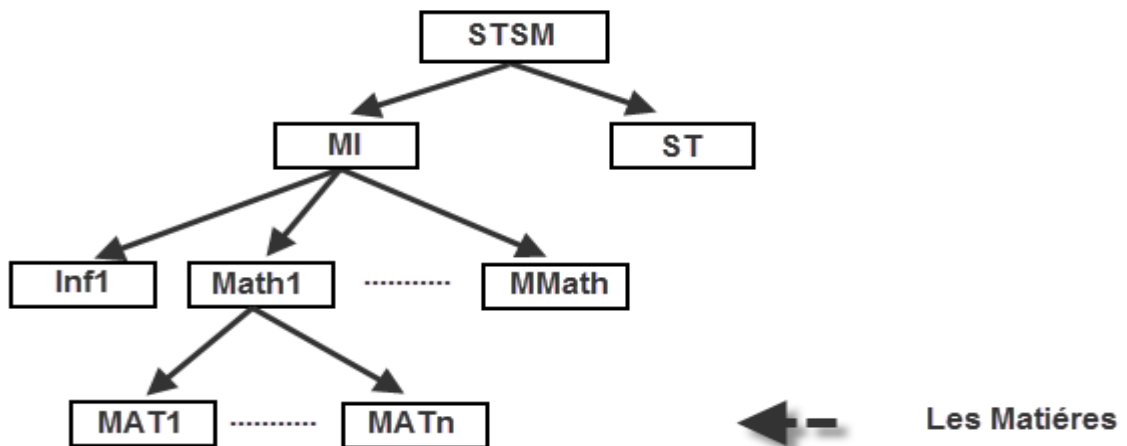 STSM
MI ST
Inf1 Math1 ........... MMath
MAT1 ........... MATn Les Matiéres